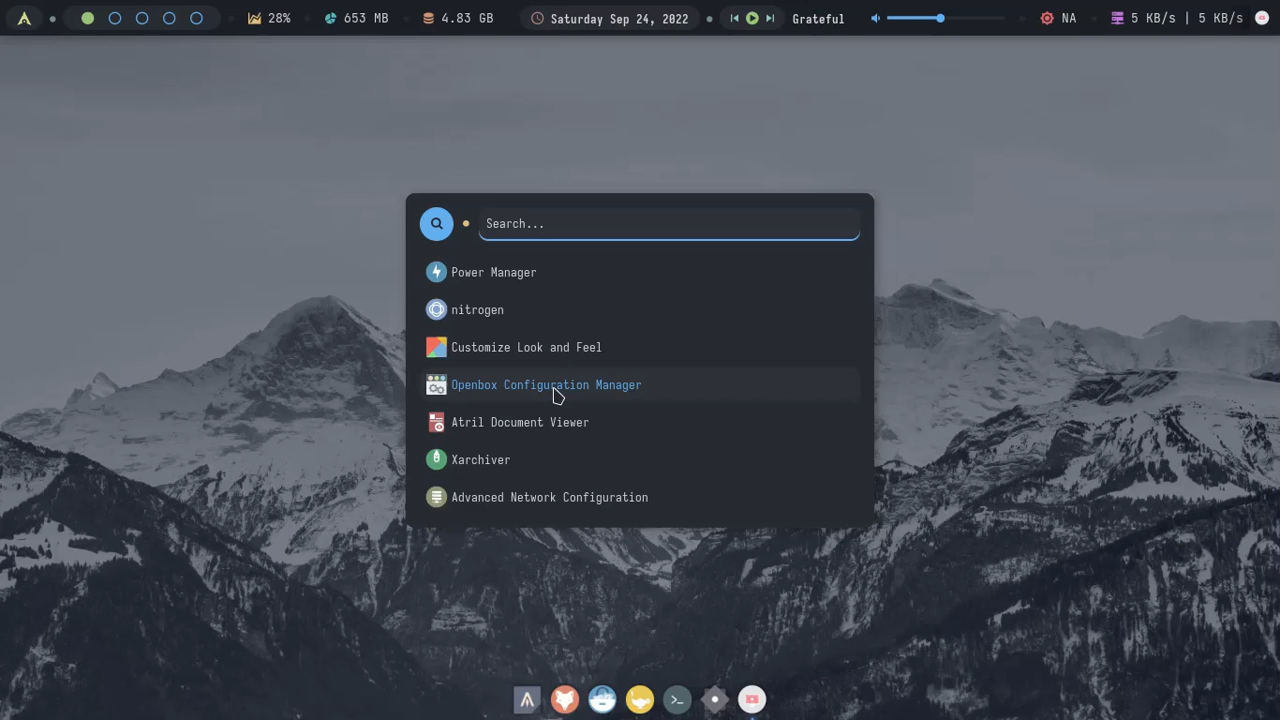 28% 653 MB 4.83 GB Saturday Sep 24, 2022 Grateful NA 5 KB/s | 5 KB/s
Search...
Power Manager
nitrogen
Customize Look and Feel
Openbox Configuration Manager
Atril Document Viewer
Xarchiver
Advanced Network Configuration